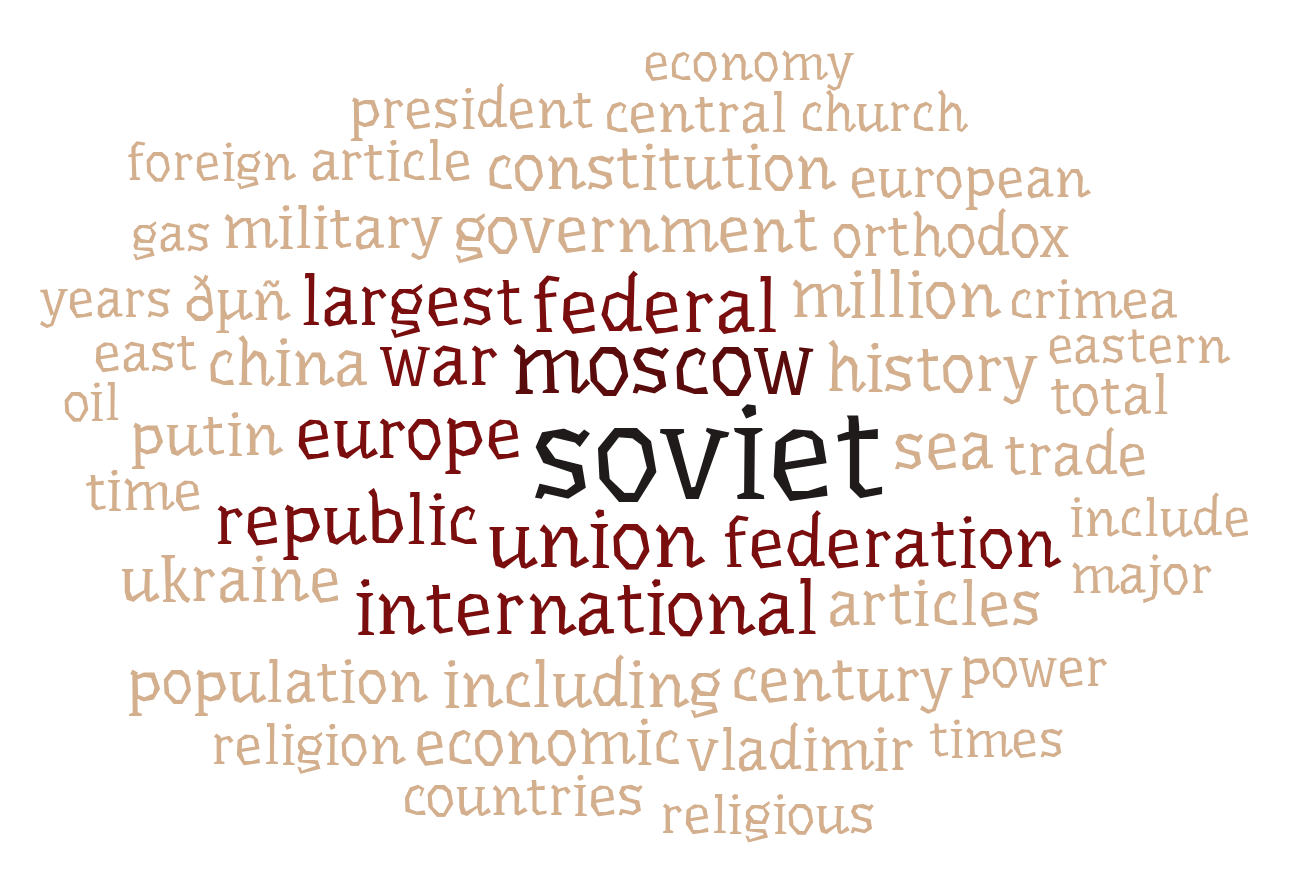 economy
president central church
foreign article constitution european
gas military government orthodox
years ðµñ largest federal million crimea
east china war moscow history eastern
oil putin europe soviet sea trade total
time republic union federation include
ukraine international articles major
population including century power
religion economic vladimir times
countries religious